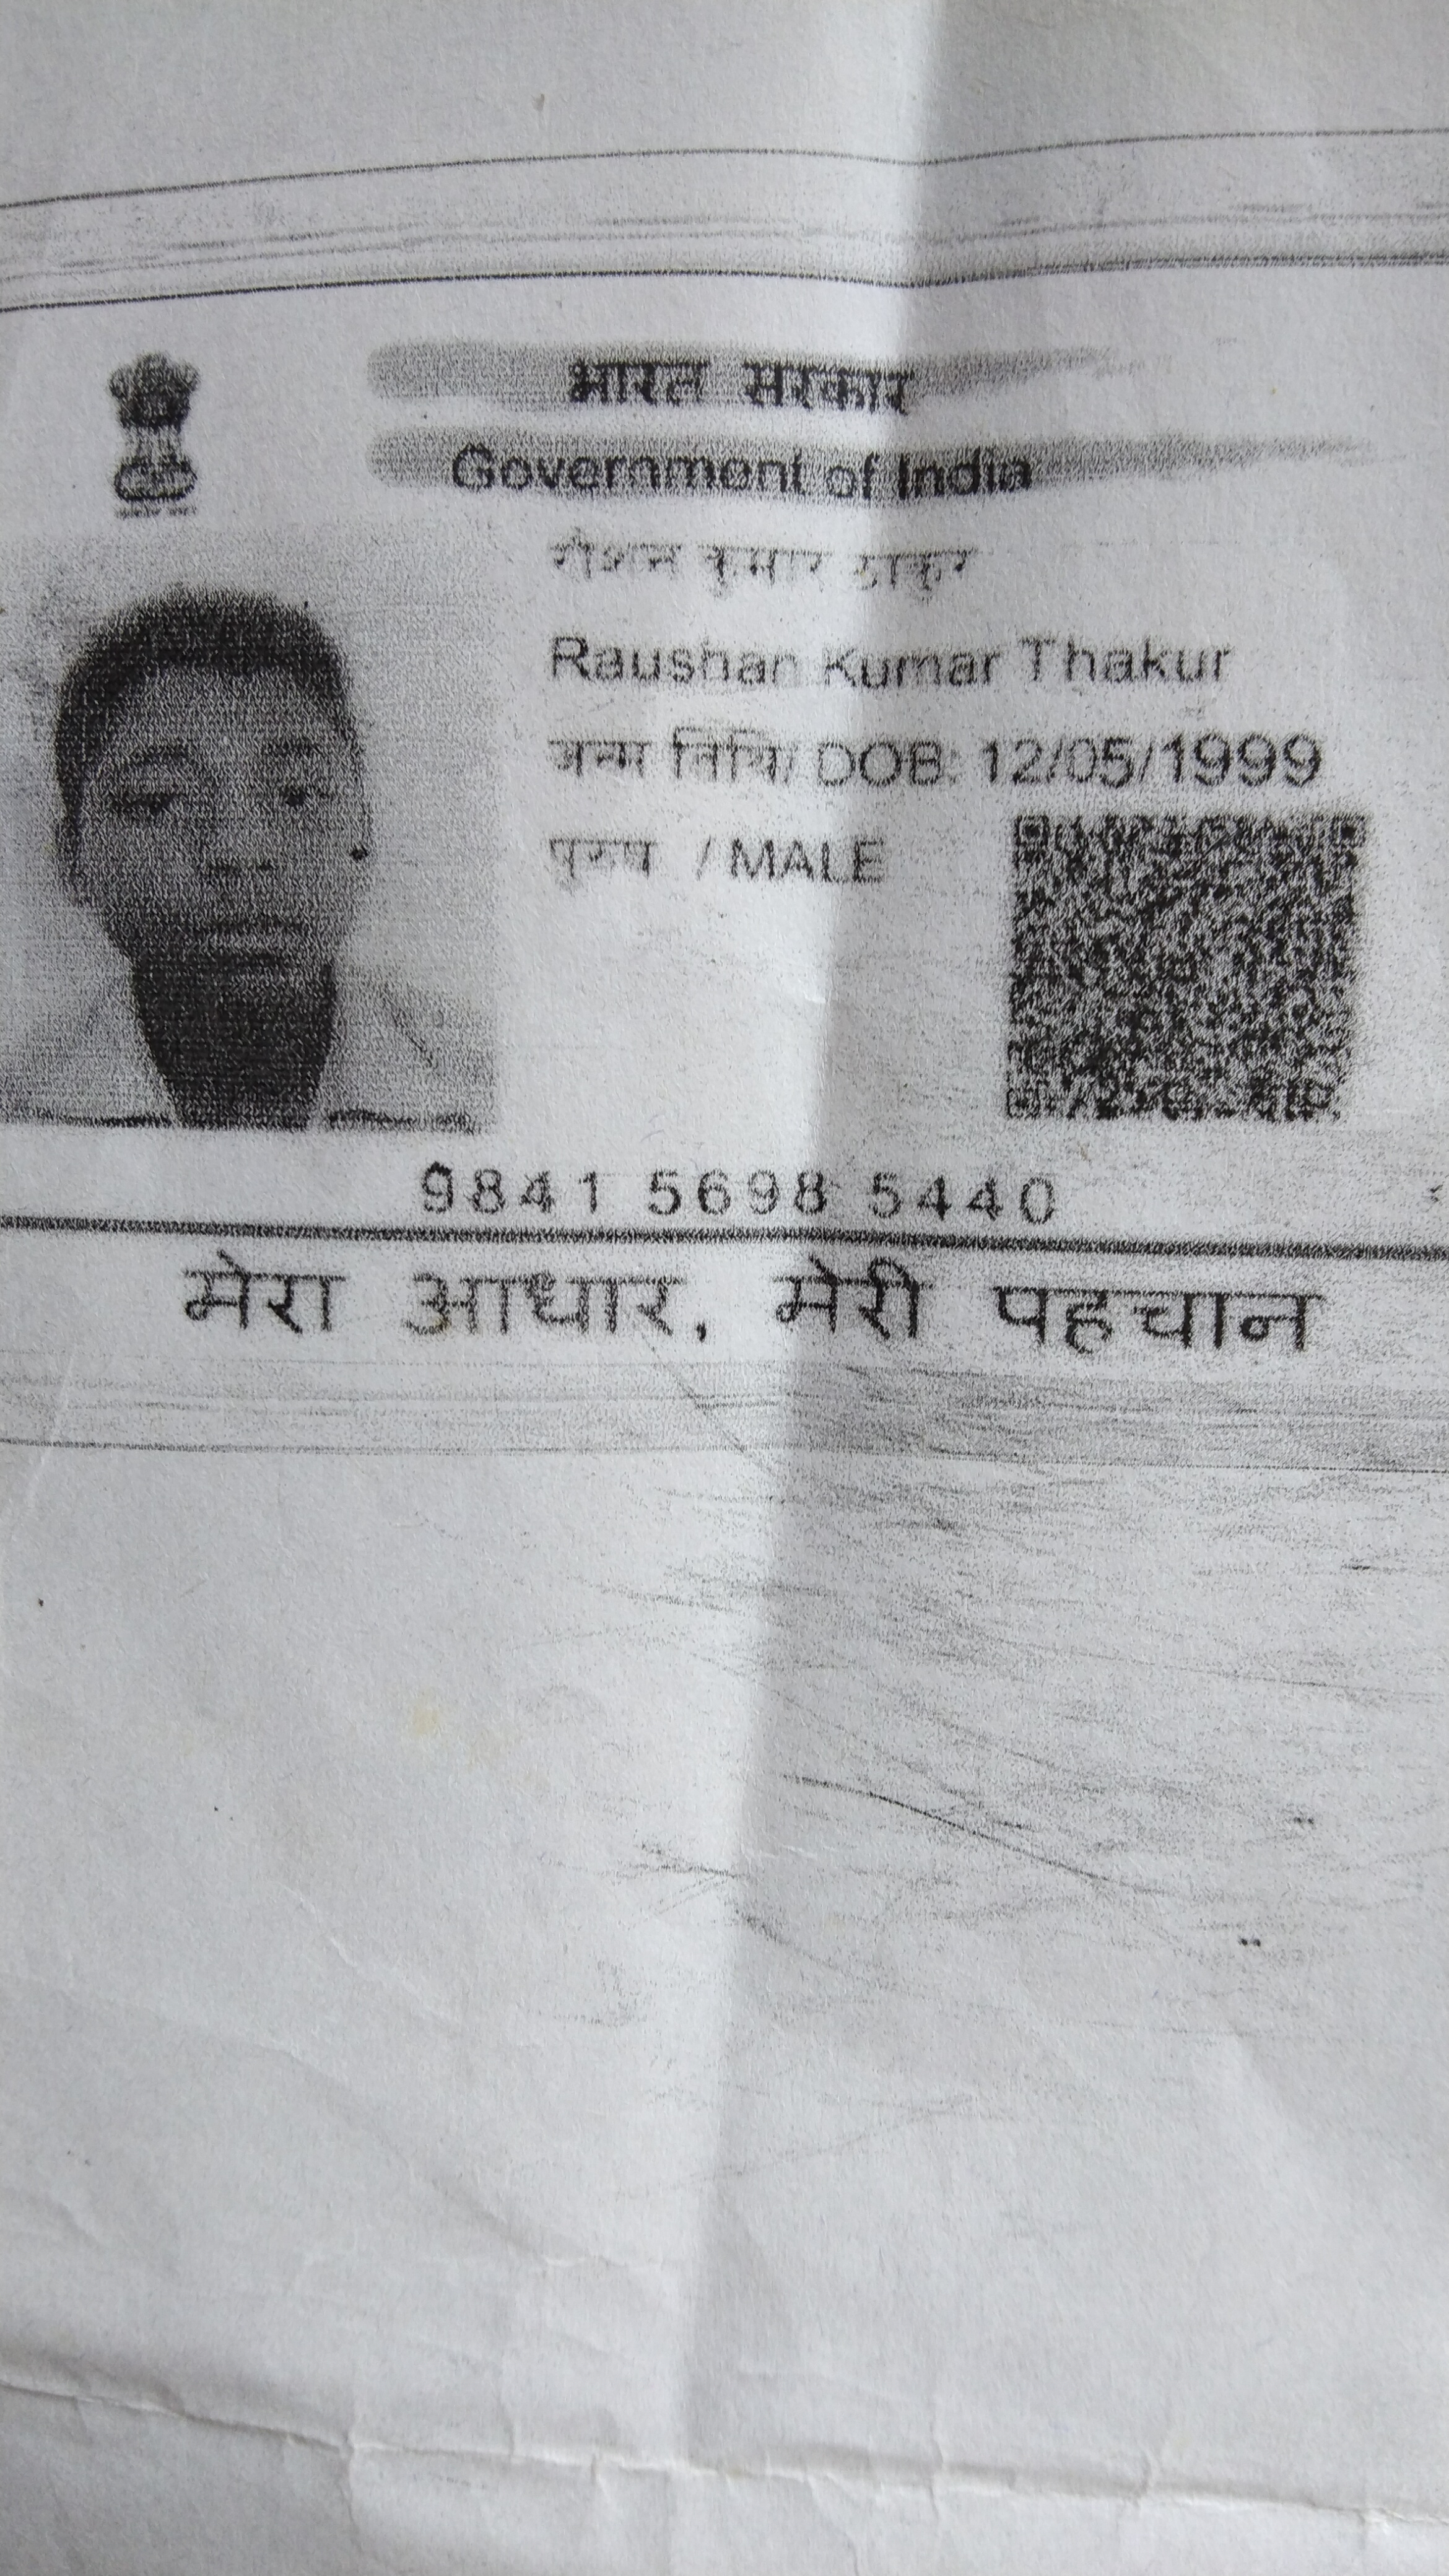 भारत सरकार
Government of India
रौशन कुमार ठाकुर
Raushan Kumar Thakur
जन्म तिथि/ DOB: 12/05/1999
पुरुष / MALE
9841 5698 5440
मेरा आधार, मेरी पहचान